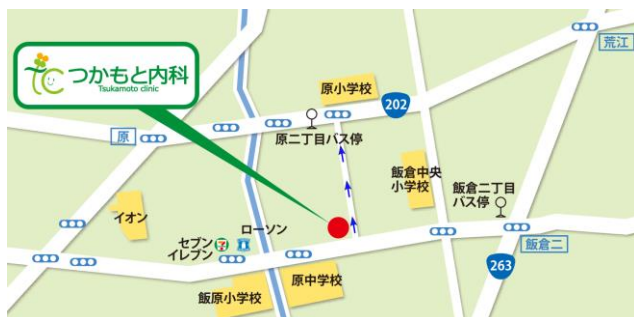 つかもと内科
Tsukamoto clinic
荒江
原小学校
202
原
原二丁目バス停
飯倉中央
小学校
飯倉二丁目
バス停
イオン
ローソン
セブン
イレブン
7
飯倉二
263
飯原小学校
原中学校